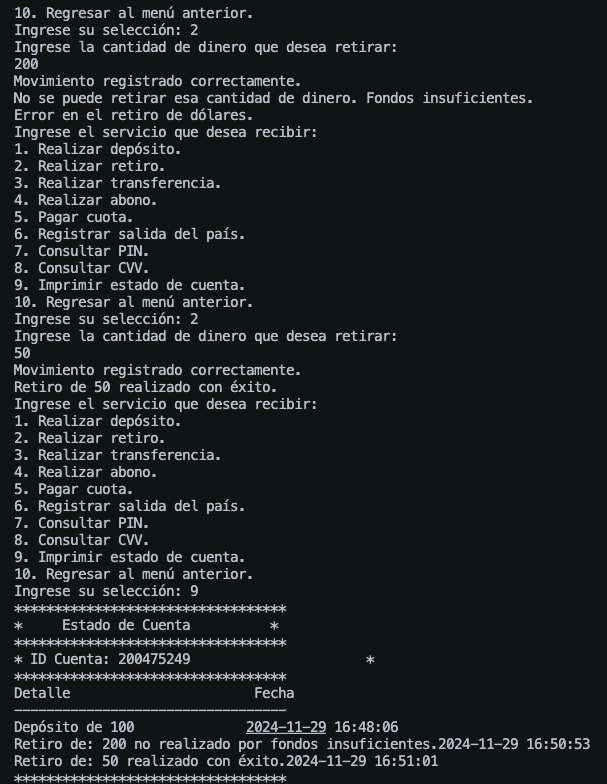 10. Regresar al menú anterior.
Ingrese su selección: 2
Ingrese la cantidad de dinero que desea retirar:
200
Movimiento registrado correctamente.
No se puede retirar esa cantidad de dinero. Fondos insuficientes.
Error en el retiro de dólares.
Ingrese el servicio que desea recibir:
1. Realizar depósito.
2. Realizar retiro.
3. Realizar transferencia.
4. Realizar abono.
5. Pagar cuota.
6. Registrar salida del país.
7. Consultar PIN.
8. Consultar CVV.
9. Imprimir estado de cuenta.
10. Regresar al menú anterior.
Ingrese su selección: 2
Ingrese la cantidad de dinero que desea retirar:
50
Movimiento registrado correctamente.
Retiro de 50 realizado con éxito.
Ingrese el servicio que desea recibir:
1. Realizar depósito.
2. Realizar retiro.
3. Realizar transferencia.
4. Realizar abono.
5. Pagar cuota.
6. Registrar salida del país.
7. Consultar PIN.
8. Consultar CVV.
9. Imprimir estado de cuenta.
10. Regresar al menú anterior.
Ingrese su selección: 9
**********************************
*     Estado de Cuenta          *
**********************************
* ID Cuenta: 200475249                      *
**********************************
Detalle                       Fecha
----------------------------------
Depósito de 100              2024-11-29 16:48:06
Retiro de: 200 no realizado por fondos insuficientes.2024-11-29 16:50:53
Retiro de: 50 realizado con éxito.2024-11-29 16:51:01
**********************************